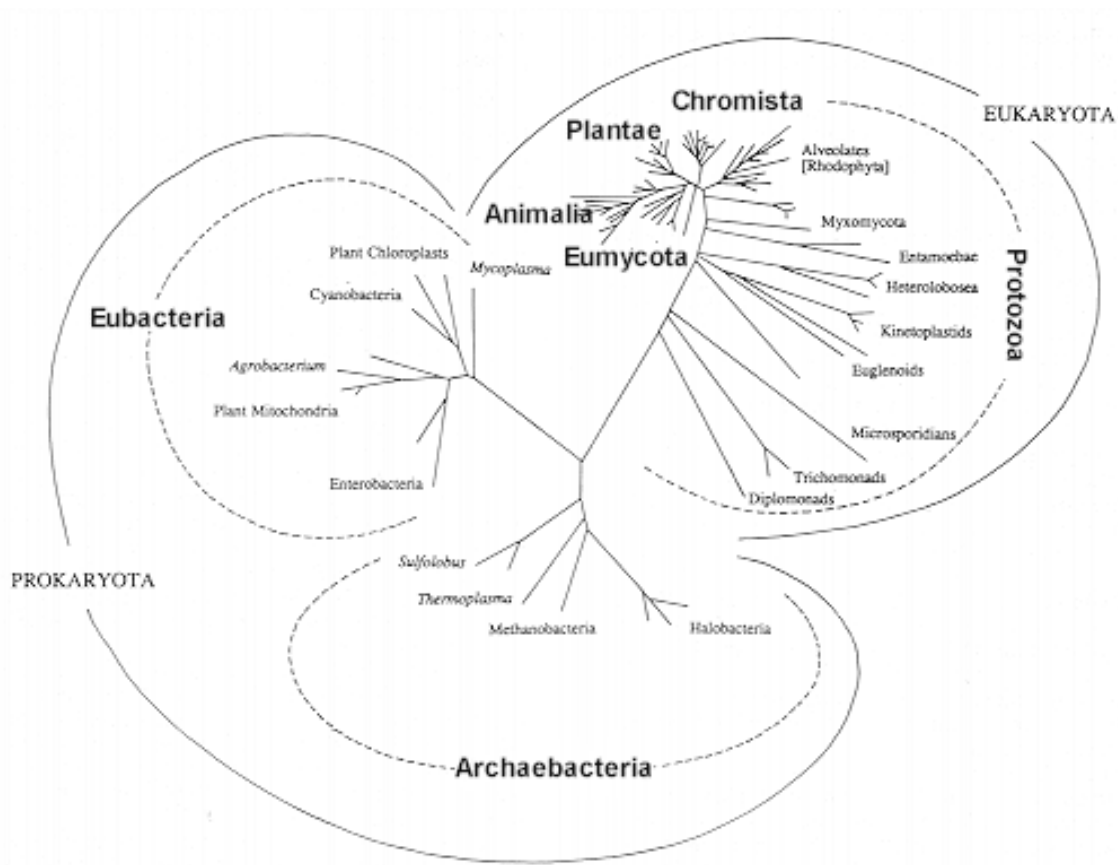 Chromista
EUKARYOTA
Plantae
Alveolates
[Rhodophyta]
Animalia
Myxomycota
Eumycota
Entamoebae
Plant Chloroplasts
Mycoplasma
Heterolobosea
Protozoa
Cyanobacteria
Eubacteria
Kinetoplastids
Agrobacterium
Euglenoids
Plant Mitochondria
Microsporidians
Enterobacteria
Trichomonads
Diplomonads
PROKARYOTA
Sulfolobus
Thermoplasma
Methanobacteria
Halobacteria
Archaebacteria